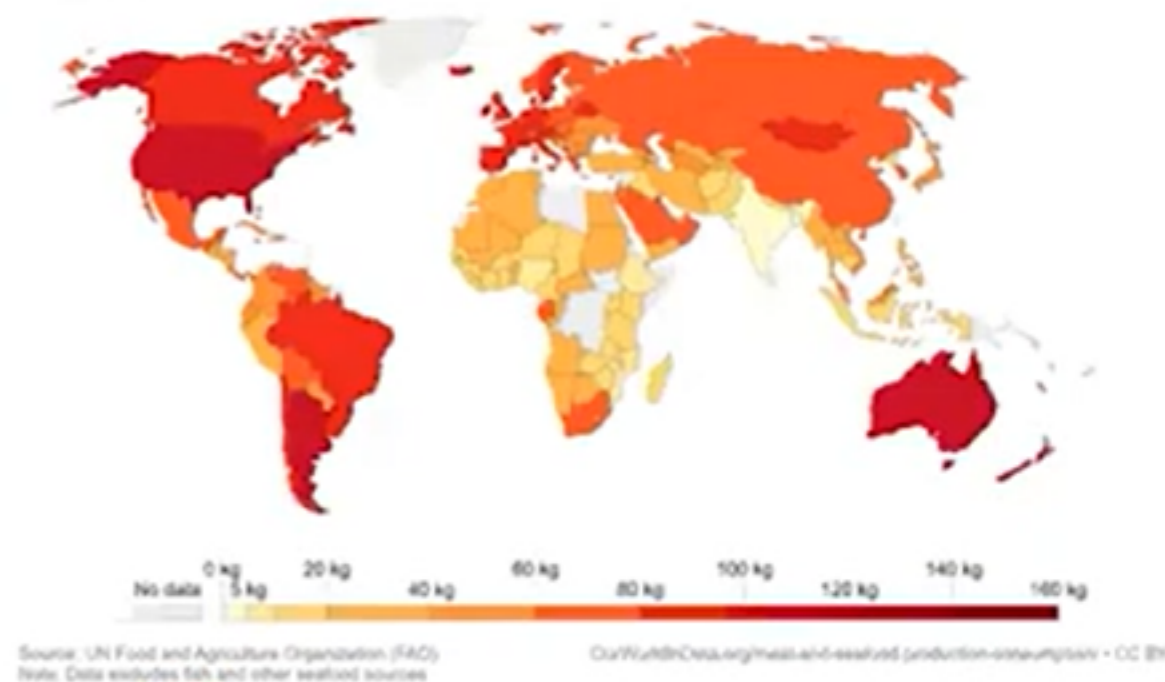 0 kg 20 kg 60 kg 100 kg 140 kg
No data 5 kg 40 kg 80 kg 120 kg 160 kg
Source: UN Food and Agriculture Organization (FAO)
OurWorldInData.org/meat-and-seafood-production-consumption/ • CC BY
Note: Data excludes fish and other seafood sources